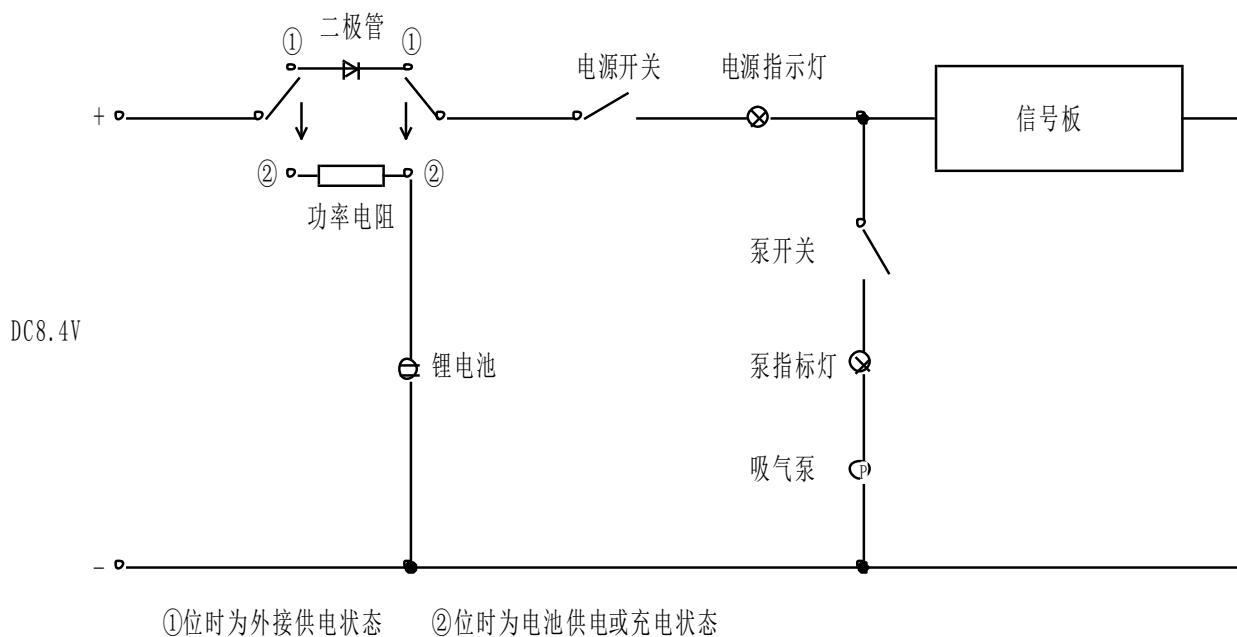 二极管
① ①
电源开关 电源指示灯
+
信号板
② ②
功率电阻
泵开关
DC8.4V
锂电池
泵指标灯
吸气泵
P
-
①位时为外接供电状态 ②位时为电池供电或充电状态